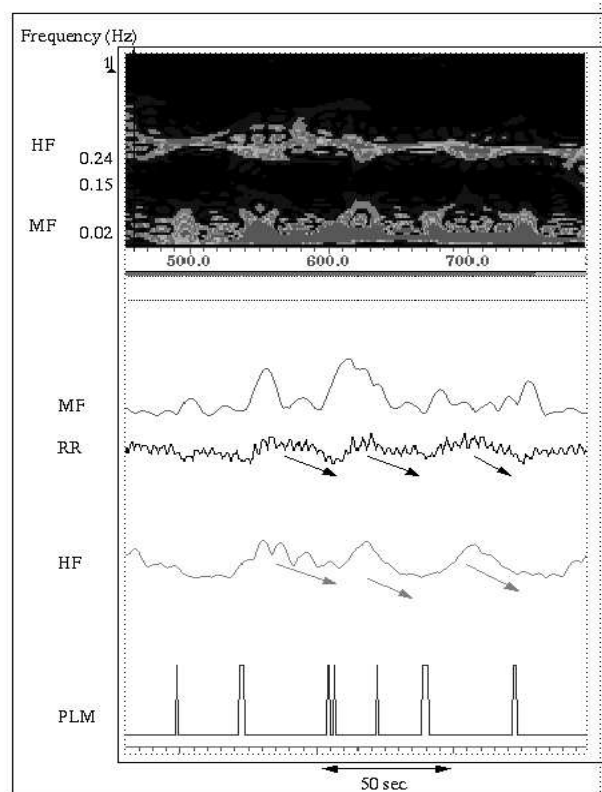 Frequency (Hz)
1
HF
0.24
0.15
MF 0.02
500.0 600.0 700.0
MF
RR
HF
PLM
50 sec